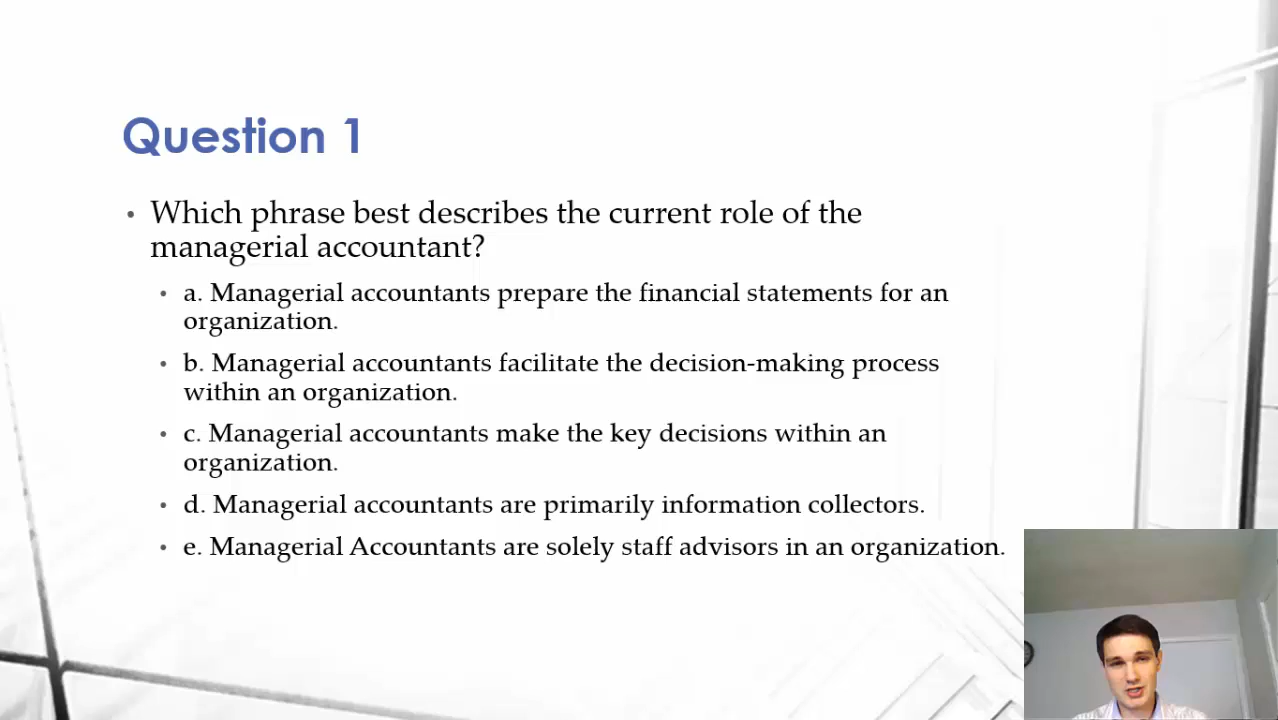 Question 1
• Which phrase best describes the current role of the
managerial accountant?
• a. Managerial accountants prepare the financial statements for an
organization.
• b. Managerial accountants facilitate the decision-making process
within an organization.
• c. Managerial accountants make the key decisions within an
organization.
• d. Managerial accountants are primarily information collectors.
• e. Managerial Accountants are solely staff advisors in an organization.